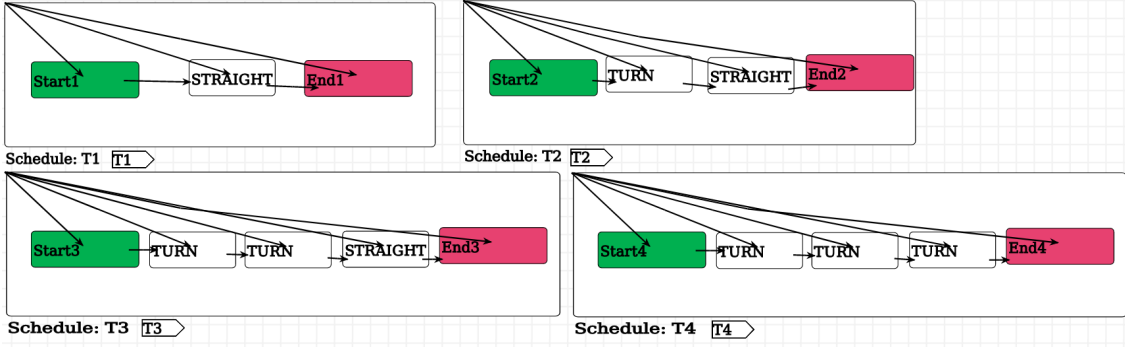 Start1 STRAIGHT End1
Schedule: T1 T1
Start2 TURN STRAIGHT End2
Schedule: T2 T2
Start3 TURN TURN STRAIGHT End3
Schedule: T3 T3
Start4 TURN TURN TURN End4
Schedule: T4 T4